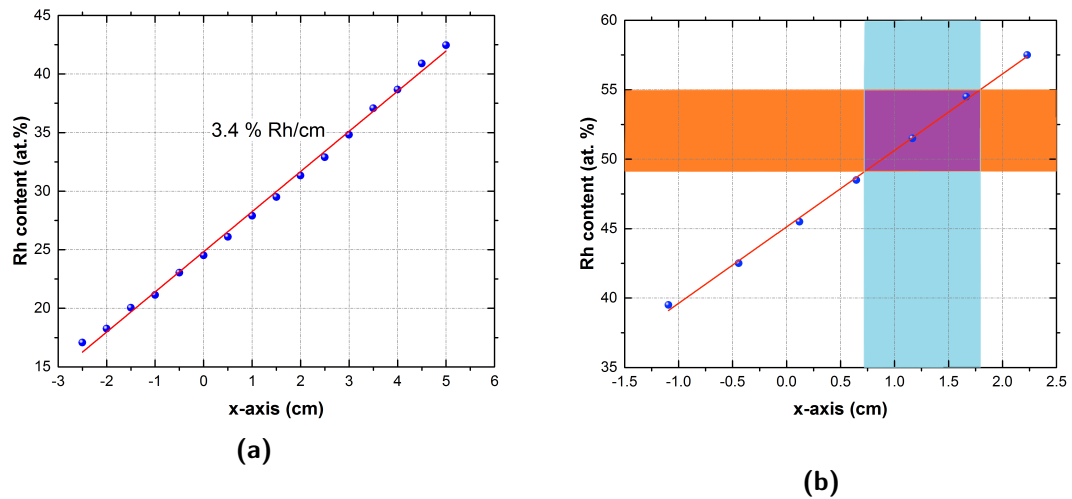 45
40
35
30
25
20
15
Rh content (at.%)
3.4 % Rh/cm
-3 -2 -1 0 1 2 3 4 5 6
x-axis (cm)
(a)
60
55
50
45
40
35
Rh content (at. %)
-1.5 -1.0 -0.5 0.0 0.5 1.0 1.5 2.0 2.5
x-axis (cm)
(b)